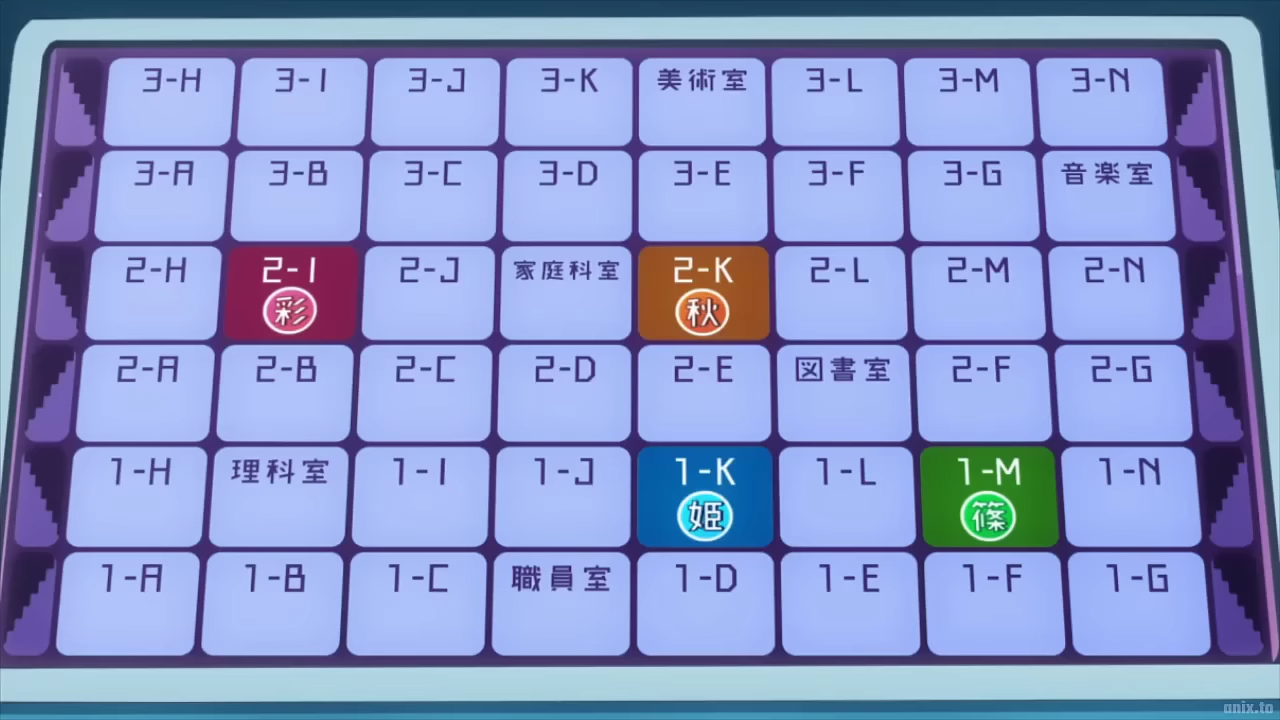 3-H 3-I 3-J 3-K 美術室 3-L 3-M 3-N
3-A 3-B 3-C 3-D 3-E 3-F 3-G 音楽室
2-H 2-I 2-J 家庭科室 2-K 2-L 2-M 2-N
彩 秋
2-A 2-B 2-C 2-D 2-E 図書室 2-F 2-G
1-H 理科室 1-I 1-J 1-K 1-L 1-M 1-N
姫 篠
1-A 1-B 1-C 職員室 1-D 1-E 1-F 1-G
anix.to